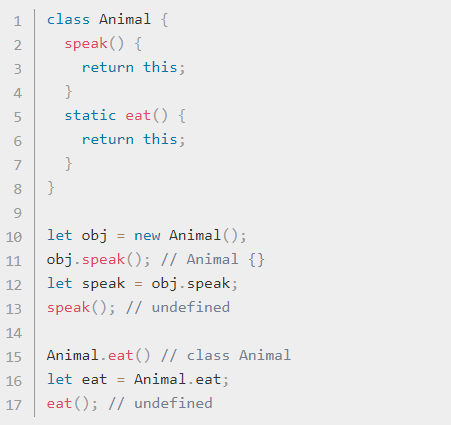 1 class Animal {
2   speak() {
3     return this;
4   }
5   static eat() {
6     return this;
7   }
8 }
9
10 let obj = new Animal();
11 obj.speak(); // Animal {}
12 let speak = obj.speak;
13 speak(); // undefined
14
15 Animal.eat() // class Animal
16 let eat = Animal.eat;
17 eat(); // undefined